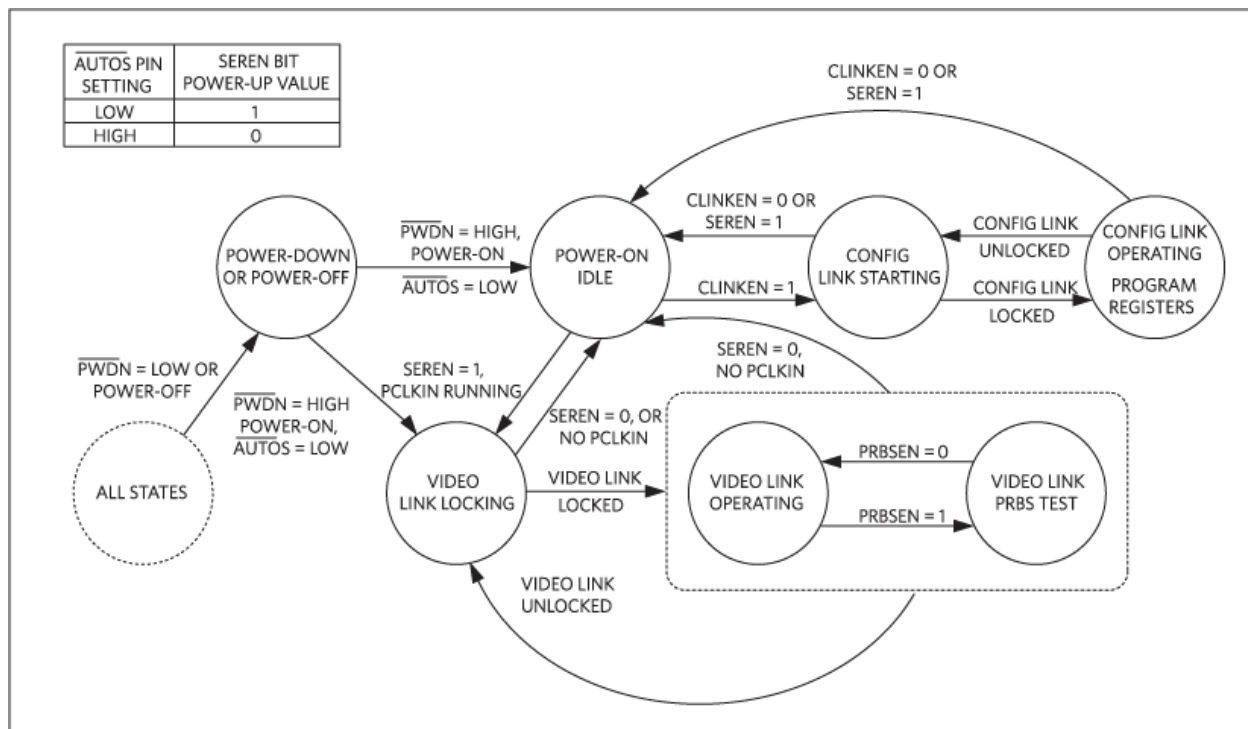 AUTOS PIN
SETTING
SEREN BIT
POWER-UP VALUE
LOW
1
HIGH
0
CLINKEN = 0 OR
SEREN = 1
POWER-DOWN
OR POWER-OFF
PWDN = HIGH,
POWER-ON
AUTOS = LOW
POWER-ON
IDLE
CLINKEN = 0 OR
SEREN = 1
CLINKEN = 1
CONFIG
LINK STARTING
CONFIG LINK
UNLOCKED
CONFIG LINK
LOCKED
CONFIG LINK
OPERATING
PROGRAM
REGISTERS
PWDN = LOW OR
POWER-OFF
PWDN = HIGH
POWER-ON,
AUTOS = LOW
SEREN = 1,
PCLKIN RUNNING
SEREN = 0, OR
NO PCLKIN
SEREN = 0,
NO PCLKIN
ALL STATES
VIDEO
LINK LOCKING
VIDEO LINK
LOCKED
VIDEO LINK
OPERATING
PRBSEN = 0
PRBSEN = 1
VIDEO LINK
PRBS TEST
VIDEO LINK
UNLOCKED